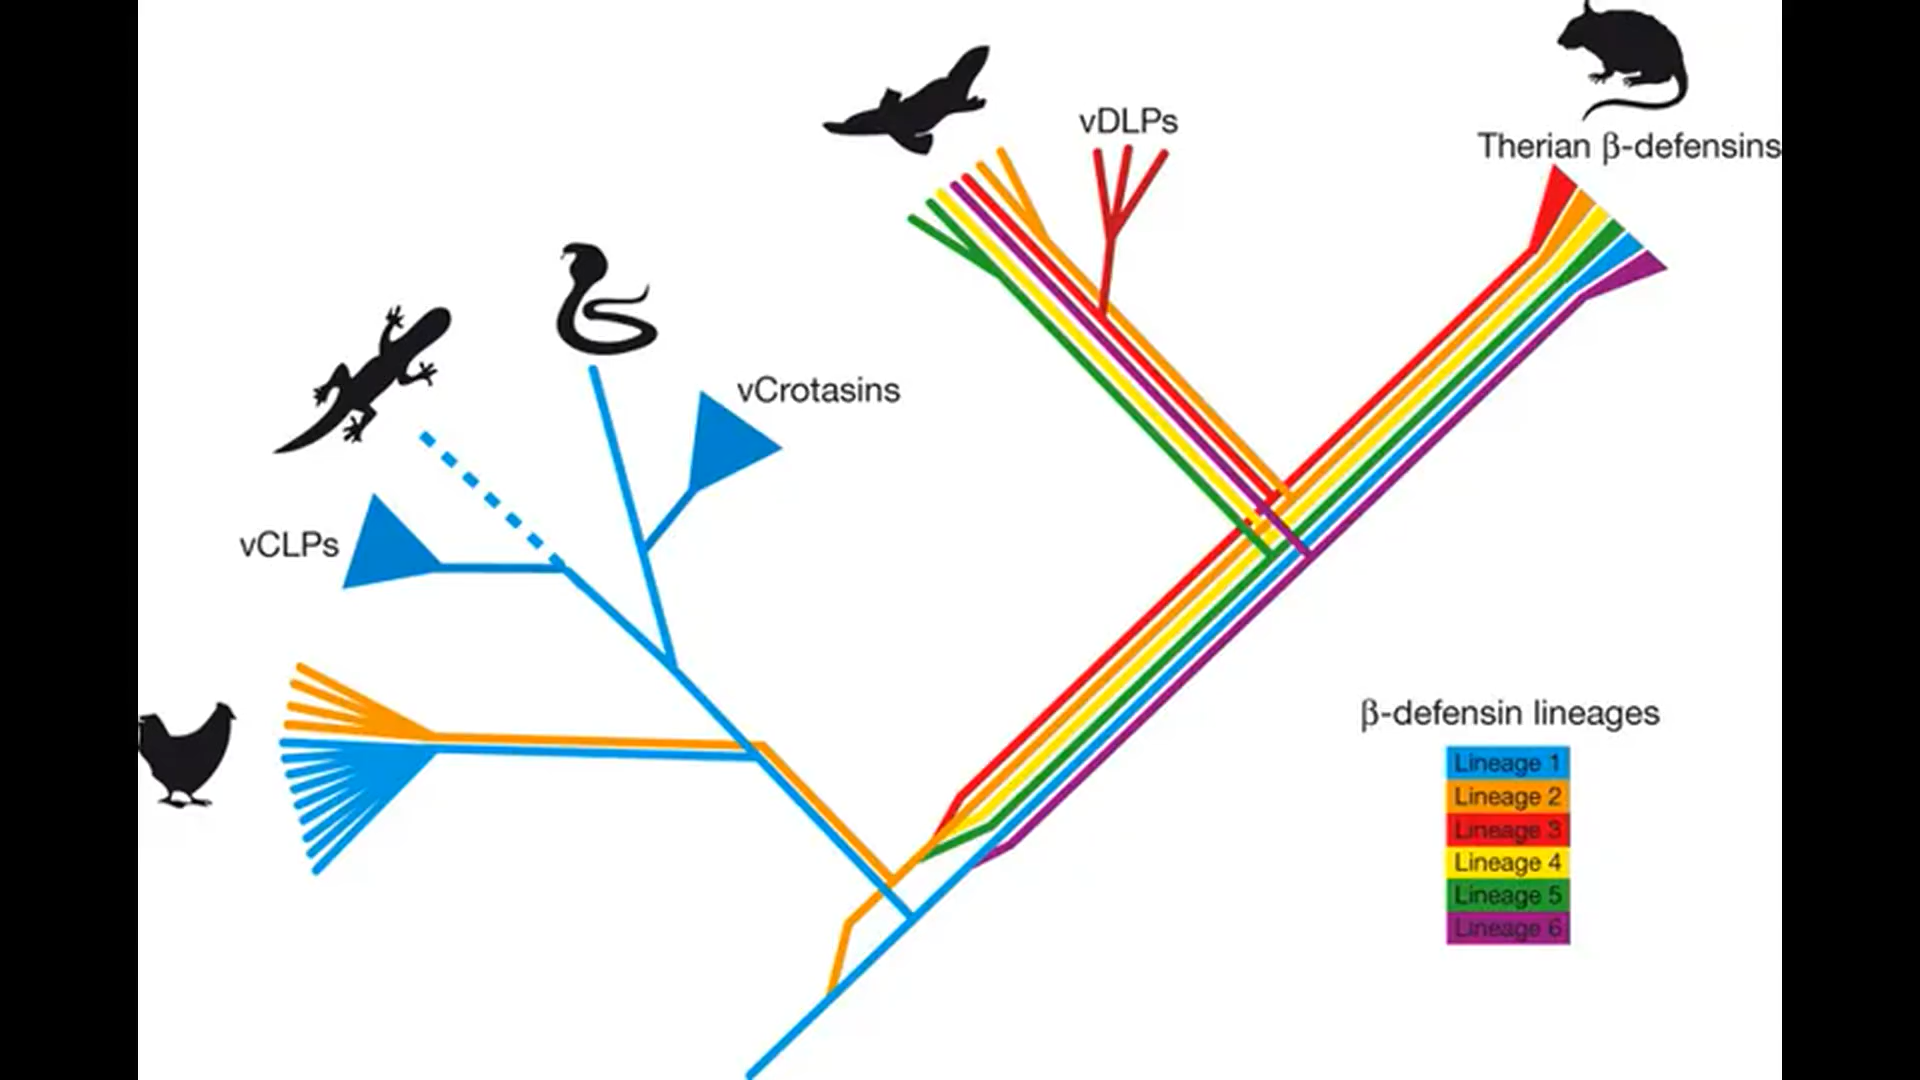 vDLPs
Therian β-defensins
vCrotasins
vCLPs
β-defensin lineages
Lineage 1
Lineage 2
Lineage 3
Lineage 4
Lineage 5
Lineage 6